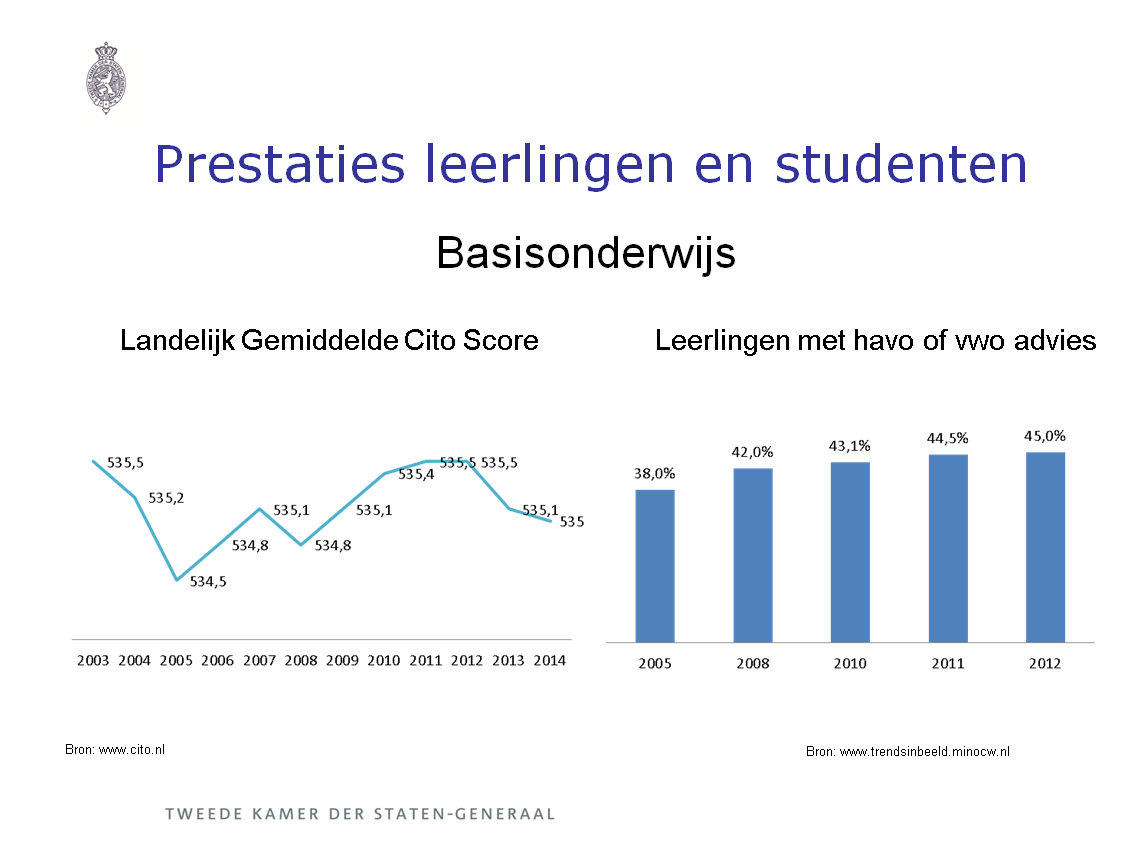 Prestaties leerlingen en studenten
Basisonderwijs
Landelijk Gemiddelde Cito Score
535,5
535,2
534,5
534,8
535,1
534,8
535,1
535,4
535,5
535,5
535,1
535
2003 2004 2005 2006 2007 2008 2009 2010 2011 2012 2013 2014
Bron: www.cito.nl
Leerlingen met havo of vwo advies
38,0%
42,0%
43,1%
44,5%
45,0%
2005 2008 2010 2011 2012
Bron: www.trendsinbeeld.minocw.nl
TWEEDE KAMER DER STATEN-GENERAAL